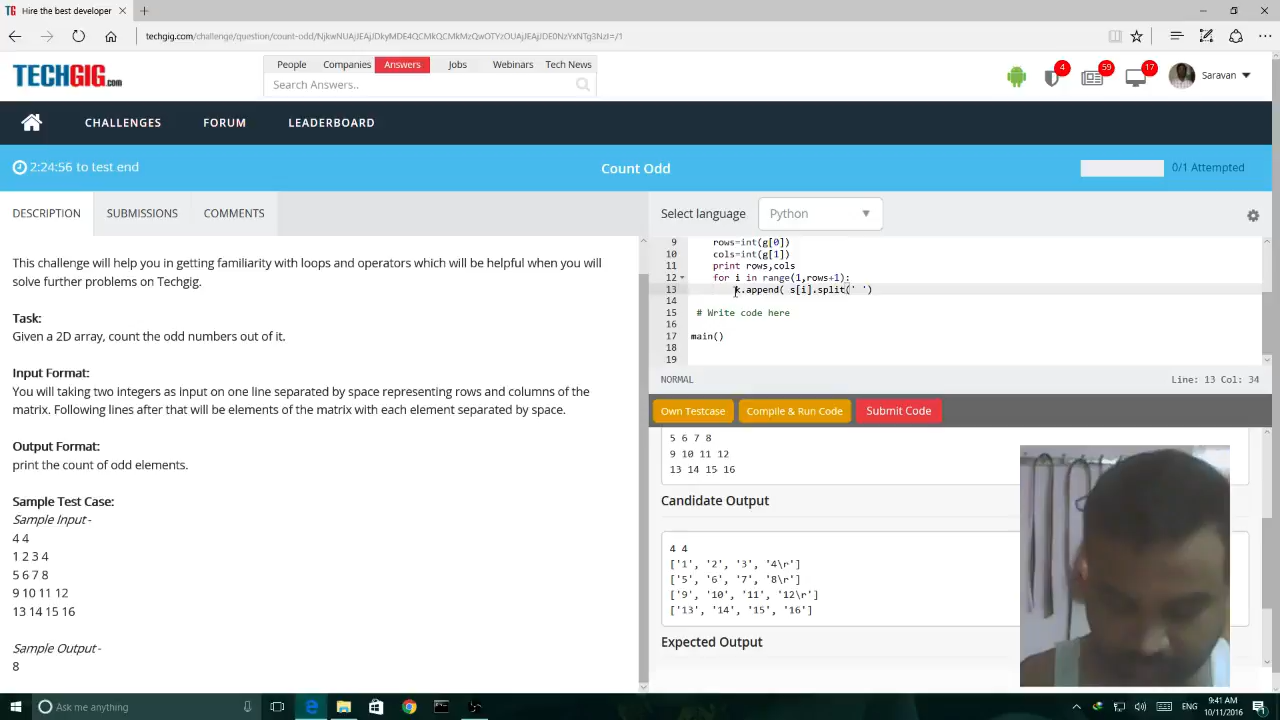 TG Hire the best developer
techgig.com/challenge/question/count-odd/
TECHGIG.COM
People Companies Answers Jobs Webinars Tech News
Search Answers..
4 59 17 Saravan
CHALLENGES FORUM LEADERBOARD
2:24:56 to test end
Count Odd
0/1 Attempted
DESCRIPTION SUBMISSIONS COMMENTS
This challenge will help you in getting familiarity with loops and operators which will be helpful when you will
solve further problems on Techgig.
Task:
Given a 2D array, count the odd numbers out of it.
Input Format:
You will taking two integers as input on one line separated by space representing rows and columns of the
matrix. Following lines after that will be elements of the matrix with each element separated by space.
Output Format:
print the count of odd elements.
Sample Test Case:
Sample Input -
4 4
1 2 3 4
5 6 7 8
9 10 11 12
13 14 15 16
Sample Output -
8
Select language Python
9 rows=int(g[0])
10 cols=int(g[1])
11 print rows,cols
12 for i in range(1,rows+1):
13 k.append( s[i].split(' ')
14
15 # Write code here
16
17 main()
18
19
NORMAL Line: 13 Col: 34
Own Testcase Compile & Run Code Submit Code
5 6 7 8
9 10 11 12
13 14 15 16
Candidate Output
4 4
['1', '2', '3', '4\r']
['5', '6', '7', '8\r']
['9', '10', '11', '12\r']
['13', '14', '15', '16']
Expected Output
Ask me anything
ENG
9:41 AM
10/11/2016